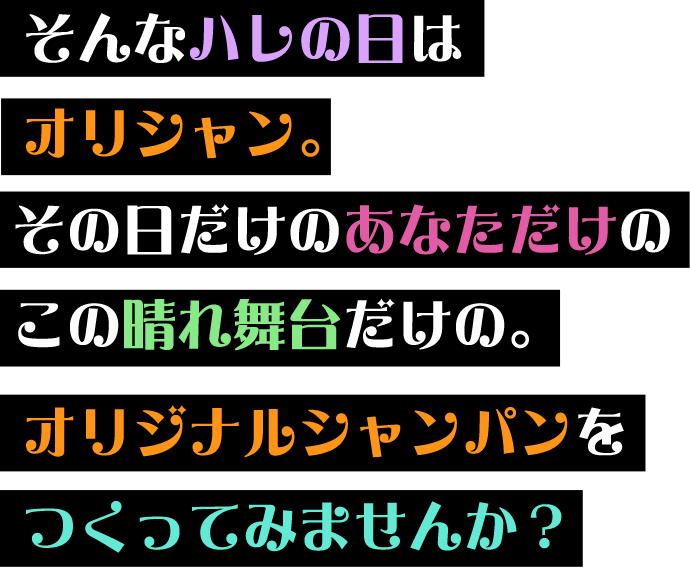 そんなハレの日は
オリシャン。
その日だけのあなただけの
この晴れ舞台だけの。
オリジナルシャンパンを
つくってみませんか？